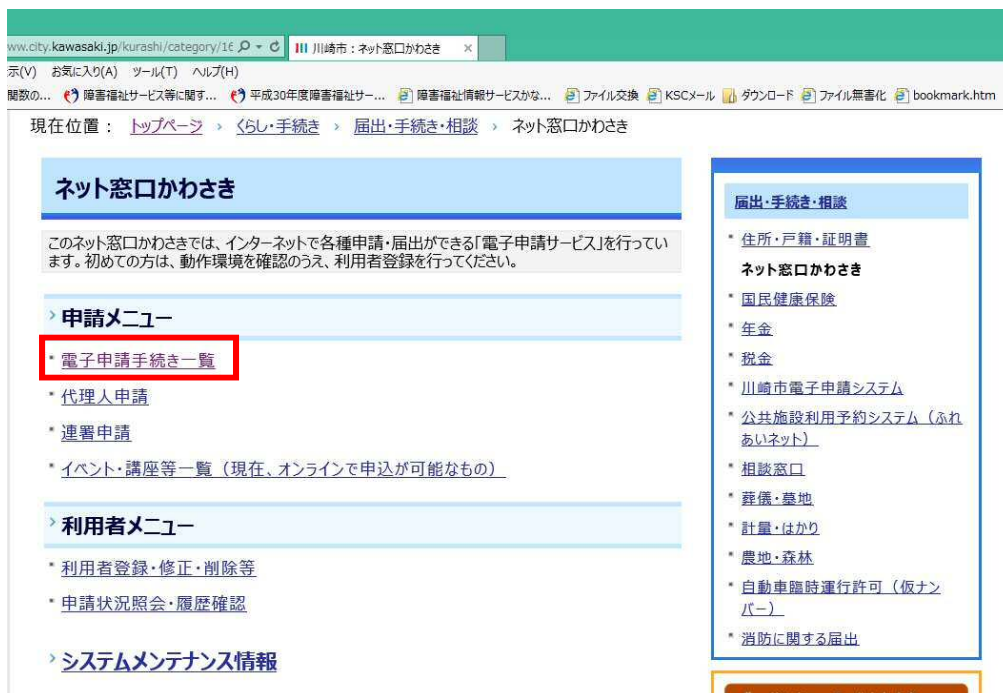 ww.city.kawasaki.jp/kurashi/category/16
川崎市：ネット窓口かわさき ×
示(V) お気に入り(A) ツール(T) ヘルプ(H)
関数の... 障害福祉サービス等に関す... 平成30年度障害福祉サー... 障害福祉情報サービスかな... ファイル交換 KSCメール ダウンロード ファイル無害化 bookmark.htm
現在位置： トップページ › くらし・手続き › 届出・手続き・相談 › ネット窓口かわさき
ネット窓口かわさき
このネット窓口かわさきでは、インターネットで各種申請・届出ができる「電子申請サービス」を行ってい
ます。初めての方は、動作環境を確認のうえ、利用者登録を行ってください。
申請メニュー
電子申請手続き一覧
代理人申請
連署申請
イベント・講座等一覧（現在、オンラインで申込が可能なもの）
利用者メニュー
利用者登録・修正・削除等
申請状況照会・履歴確認
システムメンテナンス情報
届出・手続き・相談
住所・戸籍・証明書
ネット窓口かわさき
国民健康保険
年金
税金
川崎市電子申請システム
公共施設利用予約システム（ふれ
あいネット）
相談窓口
葬儀・墓地
計量・はかり
農地・森林
自動車臨時運行許可（仮ナン
バー）
消防に関する届出